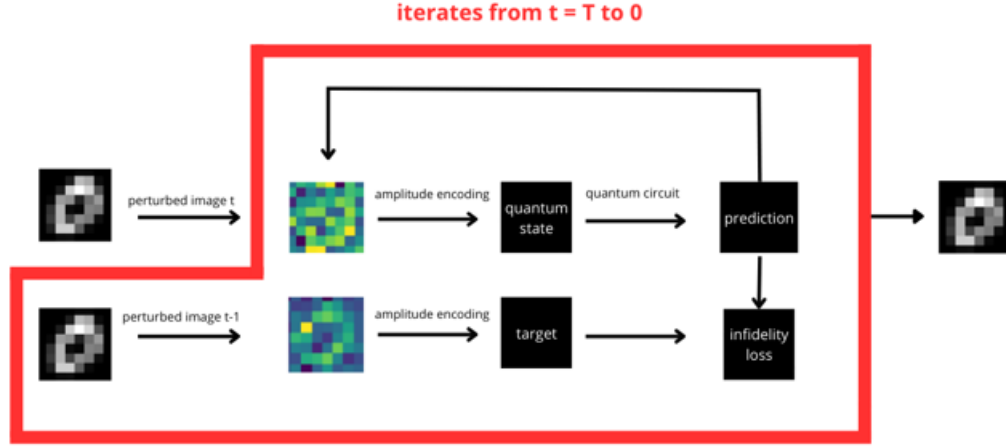 iterates from t = T to 0
perturbed image t
amplitude encoding
quantum
state
quantum circuit
prediction
perturbed image t-1
amplitude encoding
target
infidelity
loss